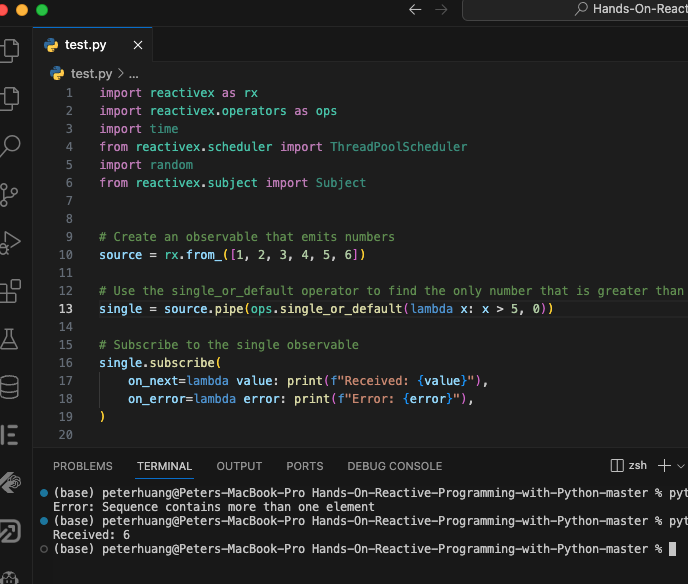 Hands-On-React
test.py
test.py > ...
1 import reactivex as rx
2 import reactivex.operators as ops
3 import time
4 from reactivex.scheduler import ThreadPoolScheduler
5 import random
6 from reactivex.subject import Subject
7
8
9 # Create an observable that emits numbers
10 source = rx.from_([1, 2, 3, 4, 5, 6])
11
12 # Use the single_or_default operator to find the only number that is greater than
13 single = source.pipe(ops.single_or_default(lambda x: x > 5, 0))
14
15 # Subscribe to the single observable
16 single.subscribe(
17     on_next=lambda value: print(f"Received: {value}"),
18     on_error=lambda error: print(f"Error: {error}"),
19 )
20
PROBLEMS TERMINAL OUTPUT PORTS DEBUG CONSOLE zsh
(base) peterhuang@Peters-MacBook-Pro Hands-On-Reactive-Programming-with-Python-master % pyt
Error: Sequence contains more than one element
(base) peterhuang@Peters-MacBook-Pro Hands-On-Reactive-Programming-with-Python-master % pyt
Received: 6
(base) peterhuang@Peters-MacBook-Pro Hands-On-Reactive-Programming-with-Python-master %